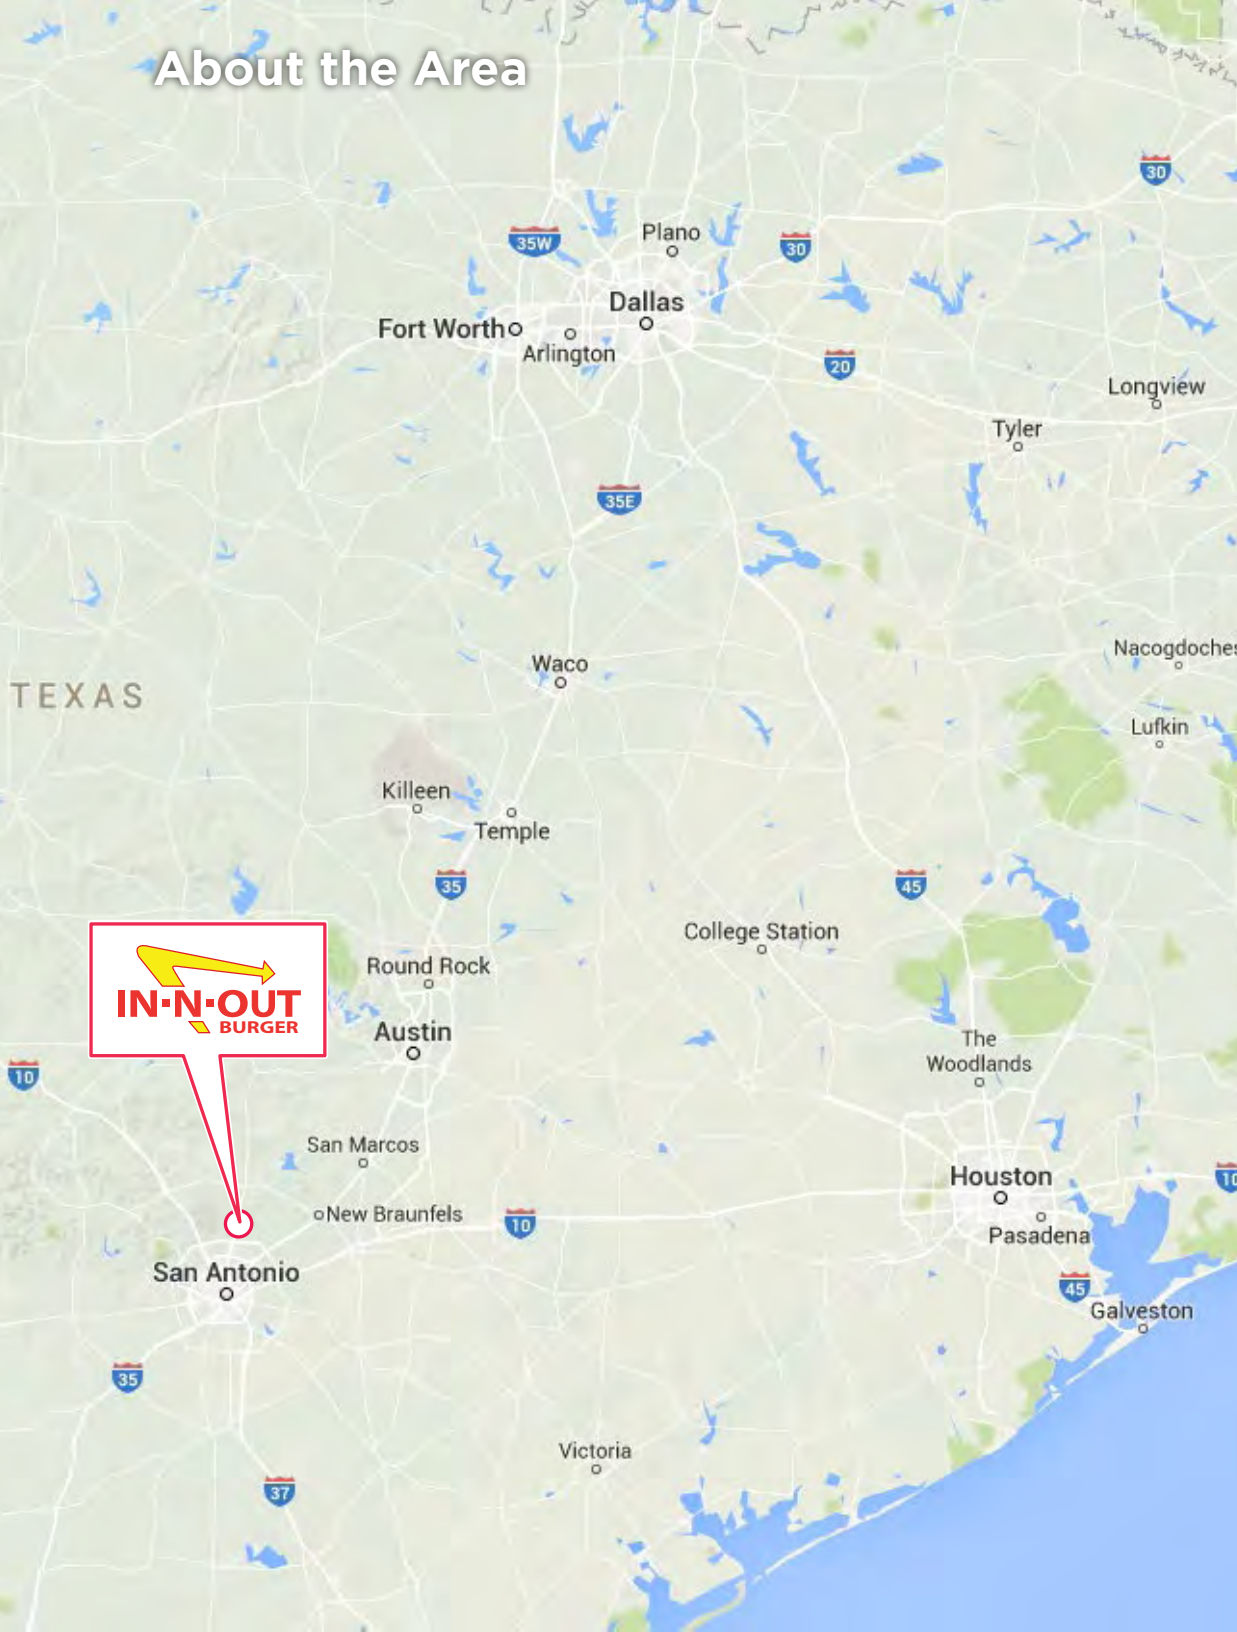 About the Area
30
35W
Plano
30
Dallas
Fort Worth
Arlington
20
Longview
Tyler
35E
Waco
Nacogdoches
TEXAS
Lufkin
Killeen
Temple
35
45
College Station
Round Rock
IN-N-OUT
BURGER
Austin
The
Woodlands
10
San Marcos
Houston
10
New Braunfels
10
Pasadena
San Antonio
45
Galveston
35
Victoria
37